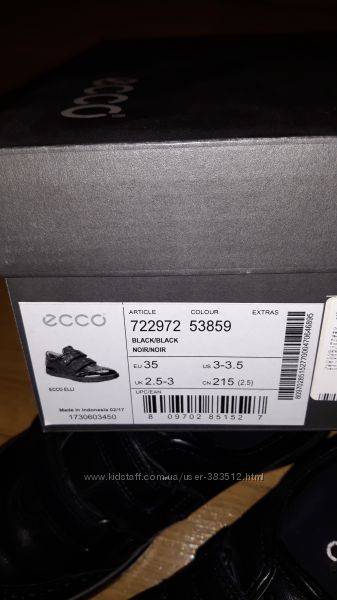 ecco
ecco
ARTICLE COLOUR EXTRAS
722972 53859
BLACK/BLACK
NOIR/NOIR
EU 35 US 3-3.5
UK 2.5-3 CN 215 (2.5)
UPC/EAN
8 09702 85152 7
ECCO ELLI
Made in Indonesia 02/17
1730603450
www.kidstaff.com.ua/user-383512.html